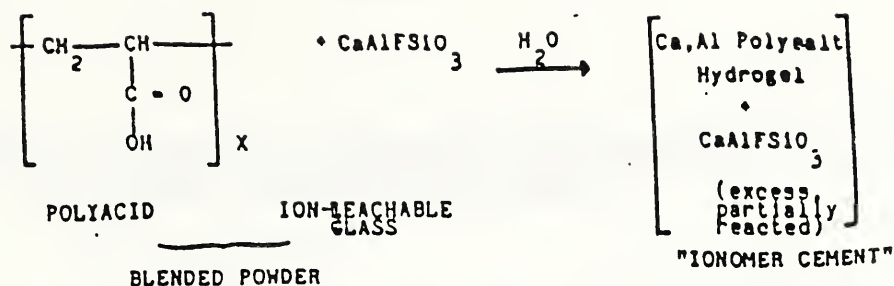 CH2 CH
+ CaAlFSiO3
H2O
C = O
OH
X
Ca,Al Polysalt
Hydrogel
+
CaAlFSiO3
(excess,
partially
reacted)
POLYACID
ION-LEACHABLE
GLASS
"IONOMER CEMENT"
BLENDED POWDER